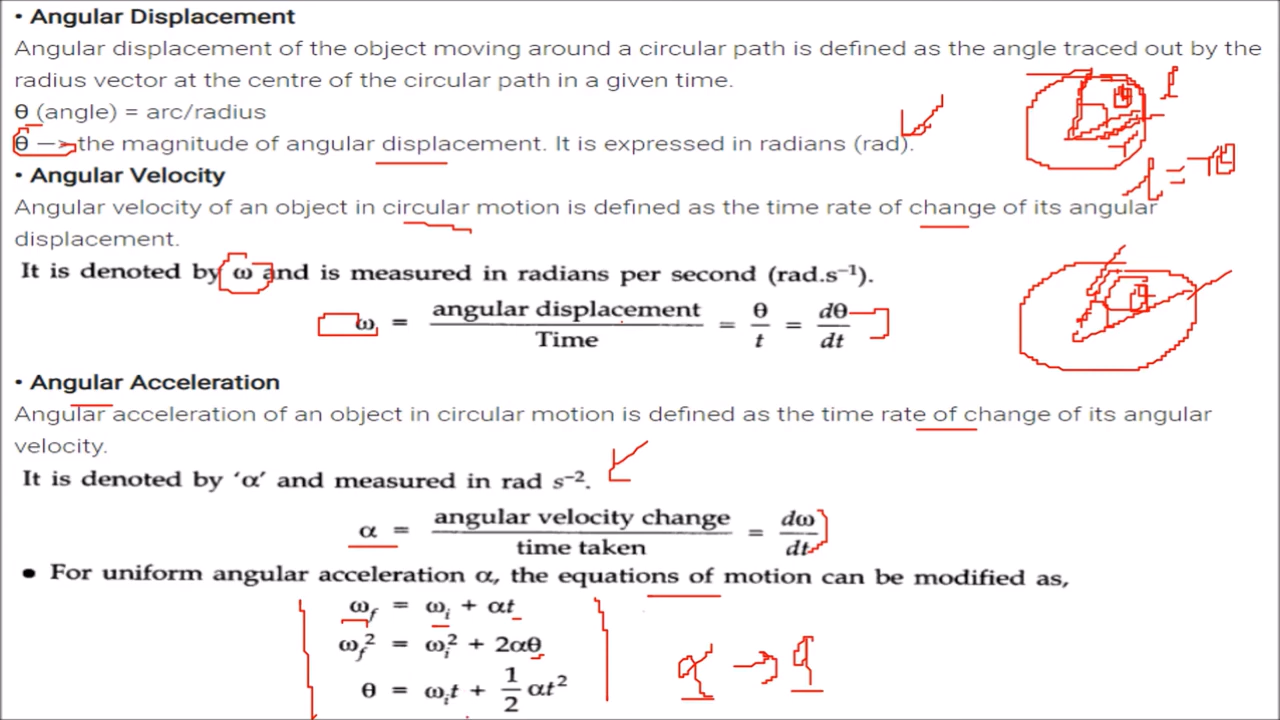 • Angular Displacement
Angular displacement of the object moving around a circular path is defined as the angle traced out by the
radius vector at the centre of the circular path in a given time.
θ (angle) = arc/radius
θ —> the magnitude of angular displacement. It is expressed in radians (rad).
• Angular Velocity
Angular velocity of an object in circular motion is defined as the time rate of change of its angular
displacement.
It is denoted by ω and is measured in radians per second (rad.s⁻¹).
ω = angular displacement / Time = θ / t = dθ / dt
• Angular Acceleration
Angular acceleration of an object in circular motion is defined as the time rate of change of its angular
velocity.
It is denoted by ‘α’ and measured in rad s⁻².
α = angular velocity change / time taken = dω / dt
● For uniform angular acceleration α, the equations of motion can be modified as,
ω_f = ω_i + αt
ω_f² = ω_i² + 2αθ
θ = ω_i t + 1/2 αt²